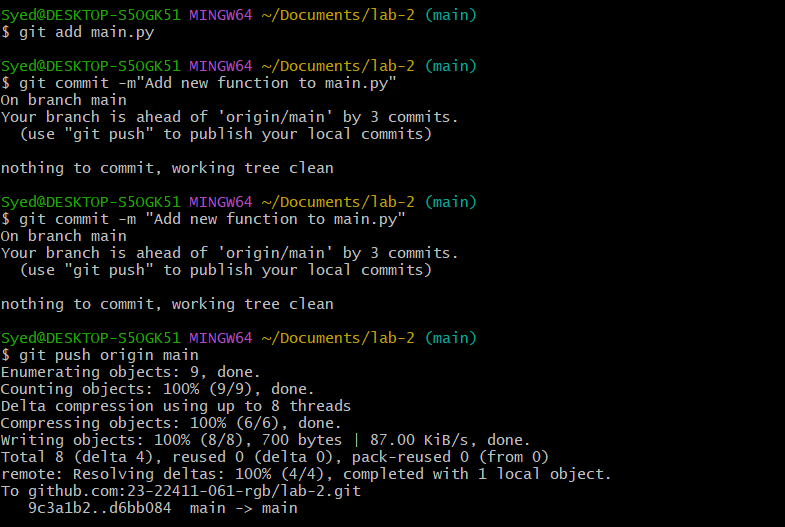 Syed@DESKTOP-S5OGK51 MINGW64 ~/Documents/lab-2 (main)
$ git add main.py
Syed@DESKTOP-S5OGK51 MINGW64 ~/Documents/lab-2 (main)
$ git commit -m"Add new function to main.py"
On branch main
Your branch is ahead of 'origin/main' by 3 commits.
  (use "git push" to publish your local commits)
nothing to commit, working tree clean
Syed@DESKTOP-S5OGK51 MINGW64 ~/Documents/lab-2 (main)
$ git commit -m "Add new function to main.py"
On branch main
Your branch is ahead of 'origin/main' by 3 commits.
  (use "git push" to publish your local commits)
nothing to commit, working tree clean
Syed@DESKTOP-S5OGK51 MINGW64 ~/Documents/lab-2 (main)
$ git push origin main
Enumerating objects: 9, done.
Counting objects: 100% (9/9), done.
Delta compression using up to 8 threads
Compressing objects: 100% (6/6), done.
Writing objects: 100% (8/8), 700 bytes | 87.00 KiB/s, done.
Total 8 (delta 4), reused 0 (delta 0), pack-reused 0 (from 0)
remote: Resolving deltas: 100% (4/4), completed with 1 local object.
To github.com:23-22411-061-rgb/lab-2.git
   9c3a1b2..d6bb084  main -> main